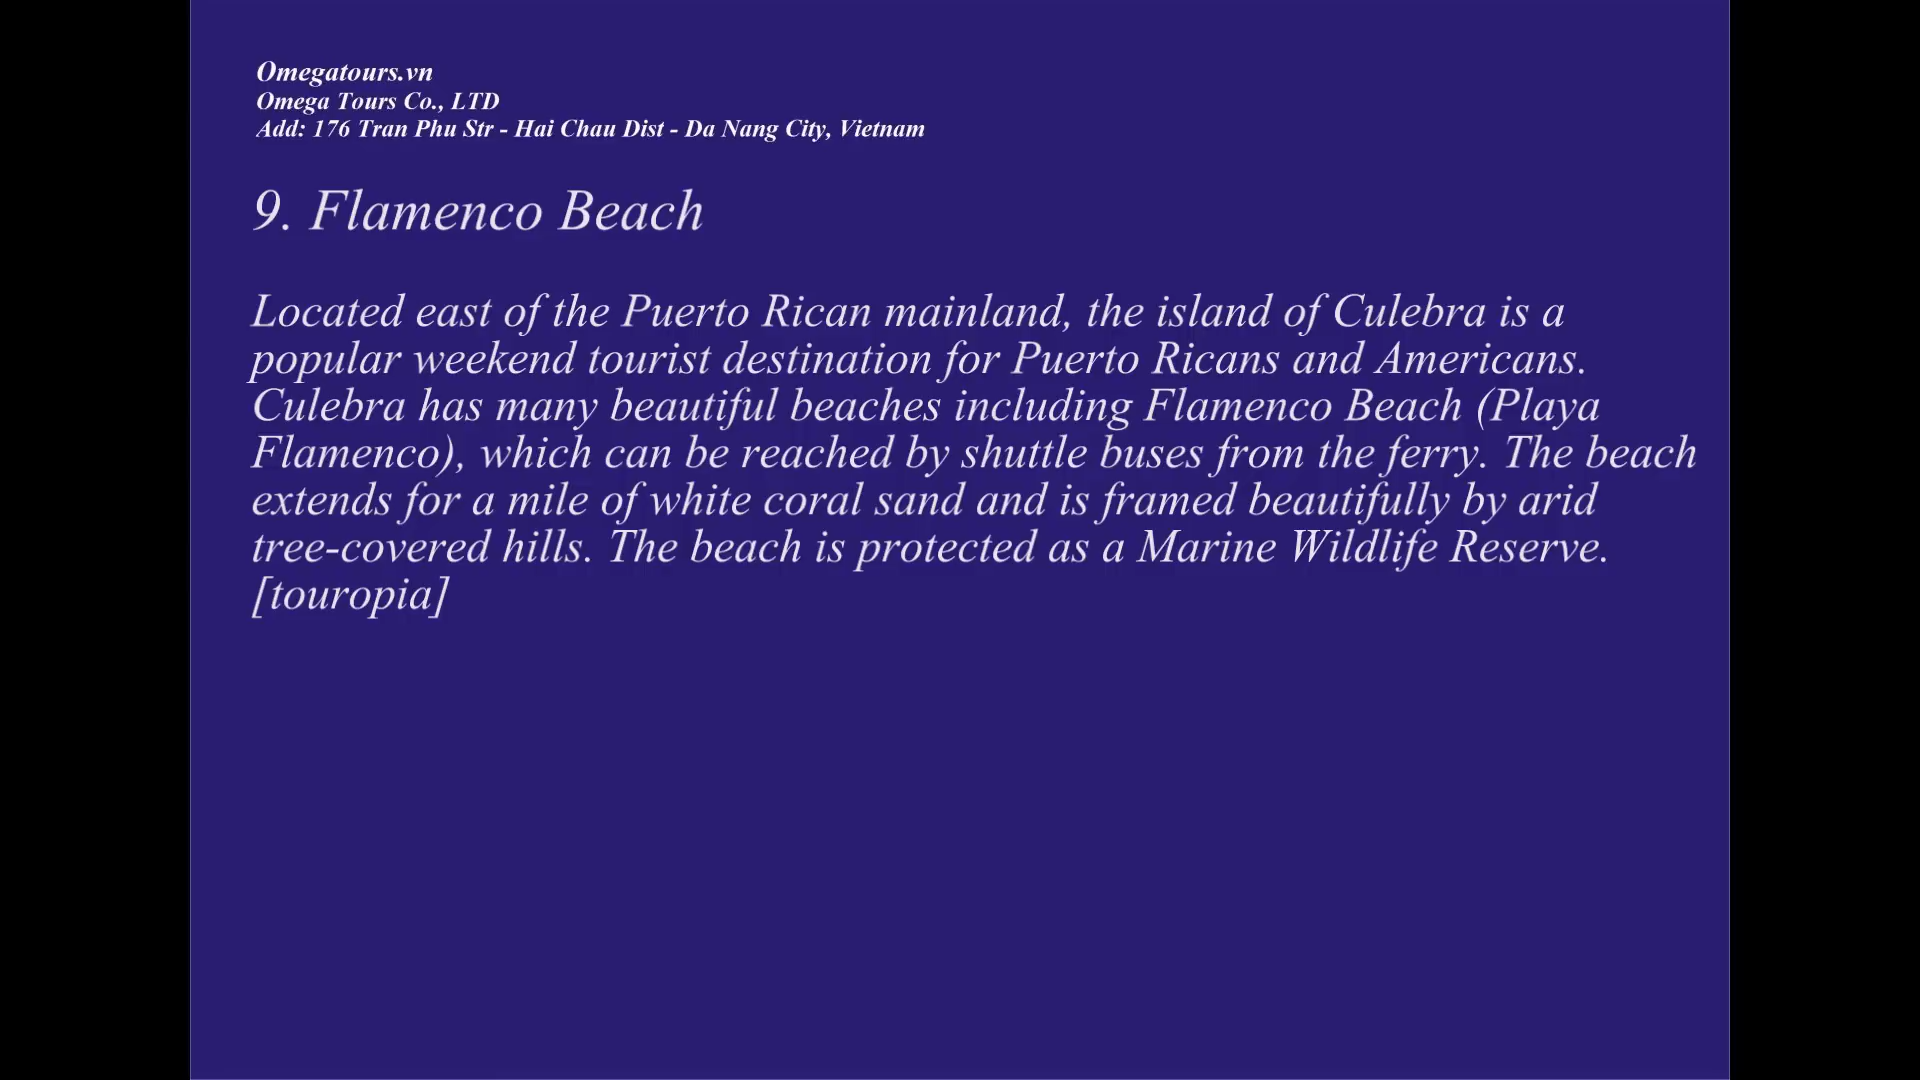 Omegatours.vn
Omega Tours Co., LTD
Add: 176 Tran Phu Str - Hai Chau Dist - Da Nang City, Vietnam
9. Flamenco Beach
Located east of the Puerto Rican mainland, the island of Culebra is a
popular weekend tourist destination for Puerto Ricans and Americans.
Culebra has many beautiful beaches including Flamenco Beach (Playa
Flamenco), which can be reached by shuttle buses from the ferry. The beach
extends for a mile of white coral sand and is framed beautifully by arid
tree-covered hills. The beach is protected as a Marine Wildlife Reserve.
[touropia]